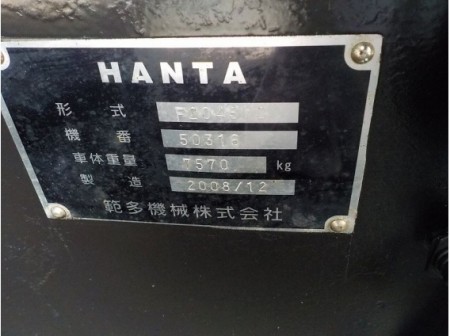 HANTA
形式
機番 50316
車体重量 7570 kg
製造 2008/12
範多機械株式会社